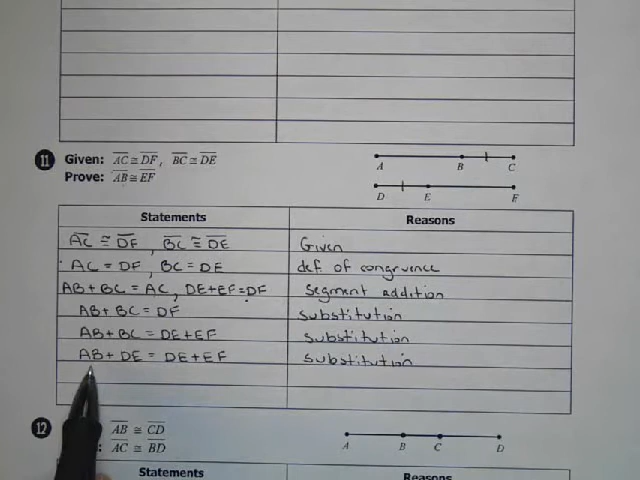 11 Given: AC ≅ DF, BC ≅ DE
Prove: AB ≅ EF
A B C
D E F
Statements Reasons
AC ≅ DF, BC ≅ DE Given
AC = DF, BC = DE def of congruence
AB + BC = AC, DE + EF = DF Segment addition
AB + BC = DF substitution
AB + BC = DE + EF substitution
AB + DE = DE + EF substitution
12 AB ≅ CD
AC ≅ BD
A B C D
Statements Reasons